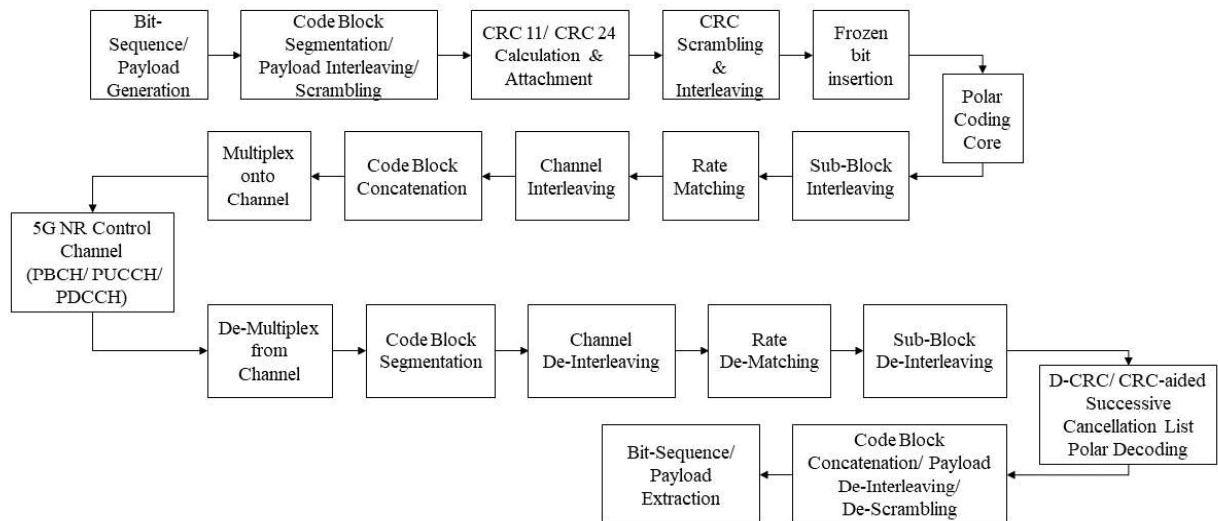 Bit-
Sequence/
Payload
Generation
Code Block
Segmentation/
Payload Interleaving/
Scrambling
CRC 11/ CRC 24
Calculation &
Attachment
CRC
Scrambling
&
Interleaving
Frozen
bit
insertion
Polar
Coding
Core
Sub-Block
Interleaving
Rate
Matching
Channel
Interleaving
Code Block
Concatenation
Multiplex
onto
Channel
5G NR Control
Channel
(PBCH/ PUCCH/
PDCCH)
De-Multiplex
from
Channel
Code Block
Segmentation
Channel
De-Interleaving
Rate
De-Matching
Sub-Block
De-Interleaving
D-CRC/ CRC-aided
Successive
Cancellation List
Polar Decoding
Code Block
Concatenation/ Payload
De-Interleaving/
De-Scrambling
Bit-Sequence/
Payload
Extraction